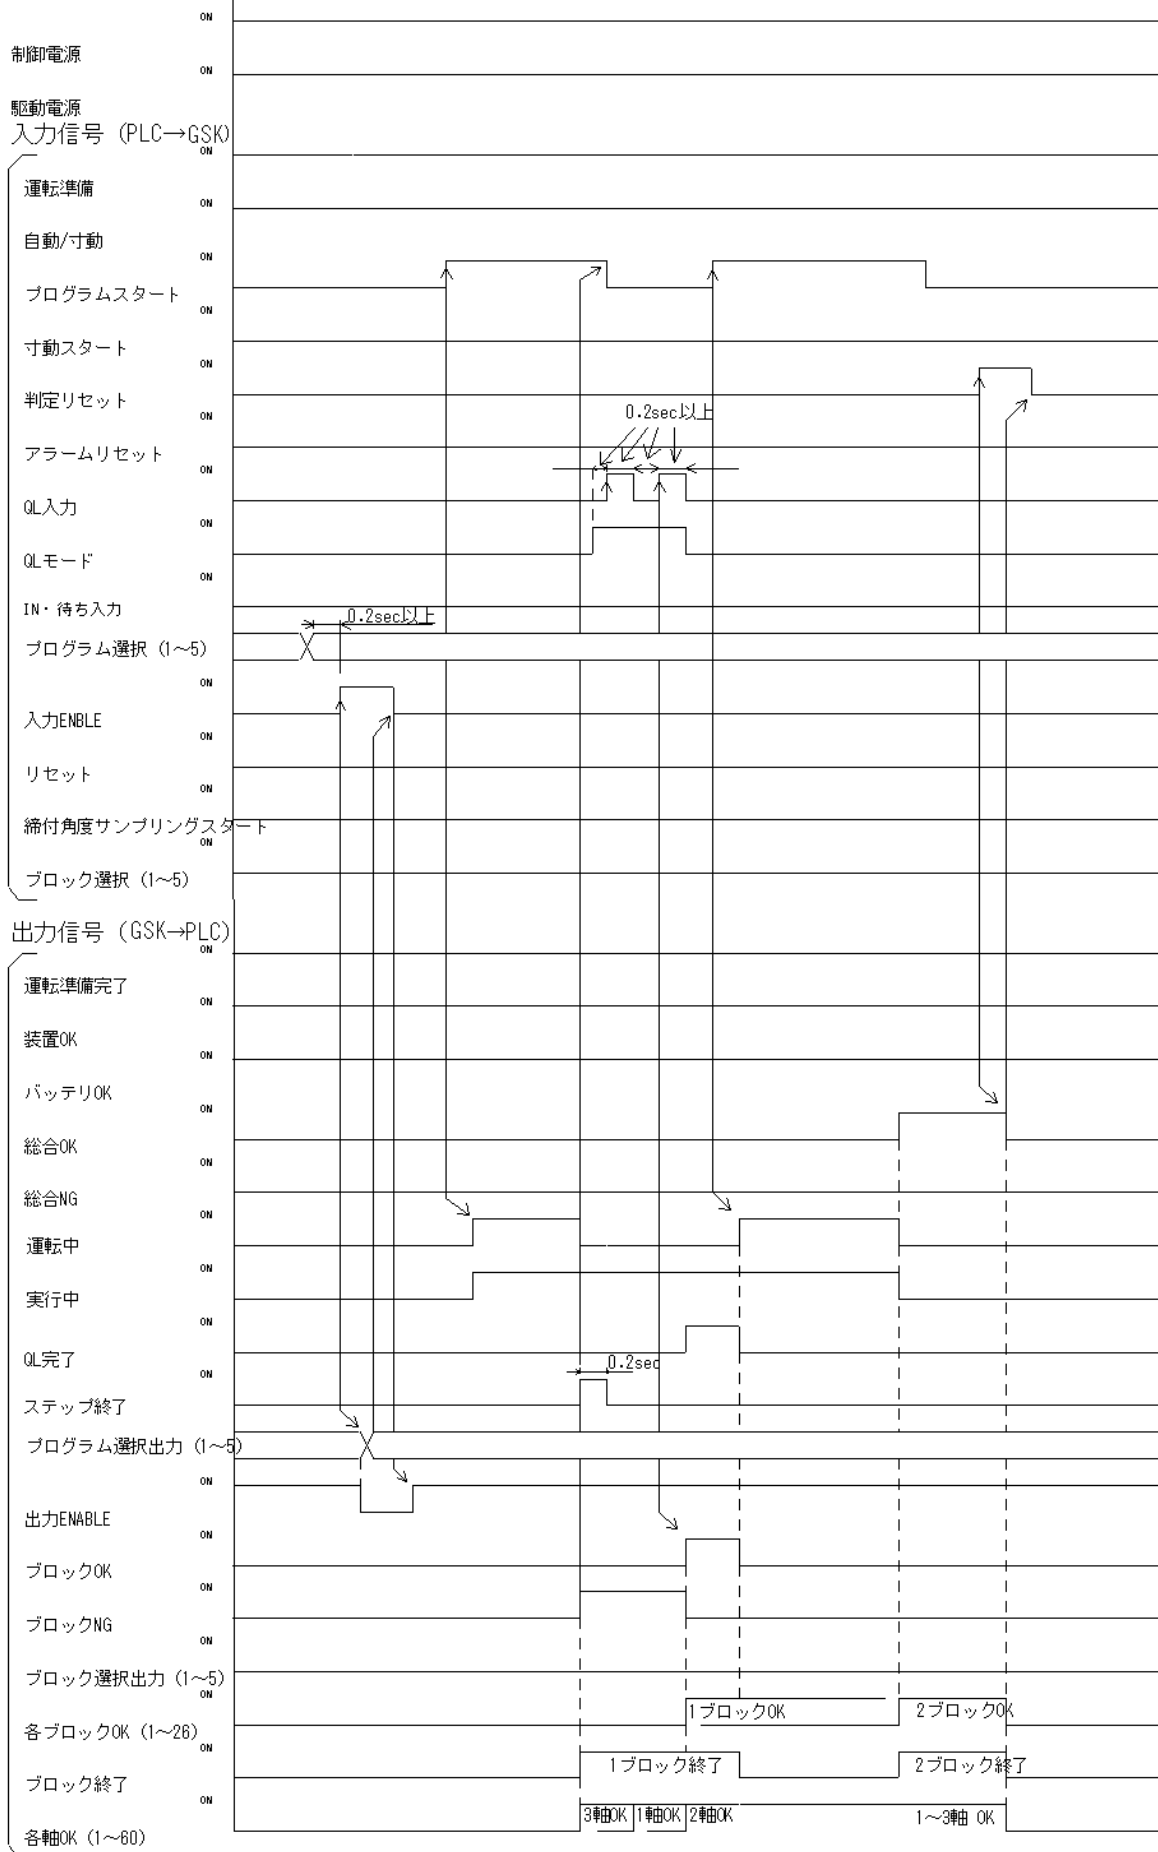 ON
制御電源
ON
駆動電源
入力信号（PLC→GSK）
ON
運転準備
ON
自動/寸動
ON
プログラムスタート
ON
寸動スタート
ON
判定リセット
ON
0.2sec以上
アラームリセット
ON
QL入力
ON
QLモード
ON
IN・待ち入力
0.2sec以上
プログラム選択（1～5）
ON
入力ENBLE
ON
リセット
ON
締付角度サンプリングスタート
ON
ブロック選択（1～5）
出力信号（GSK→PLC）
ON
運転準備完了
ON
装置OK
ON
バッテリOK
ON
総合OK
ON
総合NG
ON
運転中
ON
実行中
ON
QL完了
0.2sec
ON
ステップ終了
プログラム選択出力（1～5）
ON
出力ENABLE
ON
ブロックOK
ON
ブロックNG
ON
ブロック選択出力（1～5）
ON
1ブロックOK 2ブロックOK
各ブロックOK（1～26）
ON
1ブロック終了 2ブロック終了
ブロック終了
ON
3軸OK 1軸OK 2軸OK 1～3軸 OK
各軸OK（1～60）